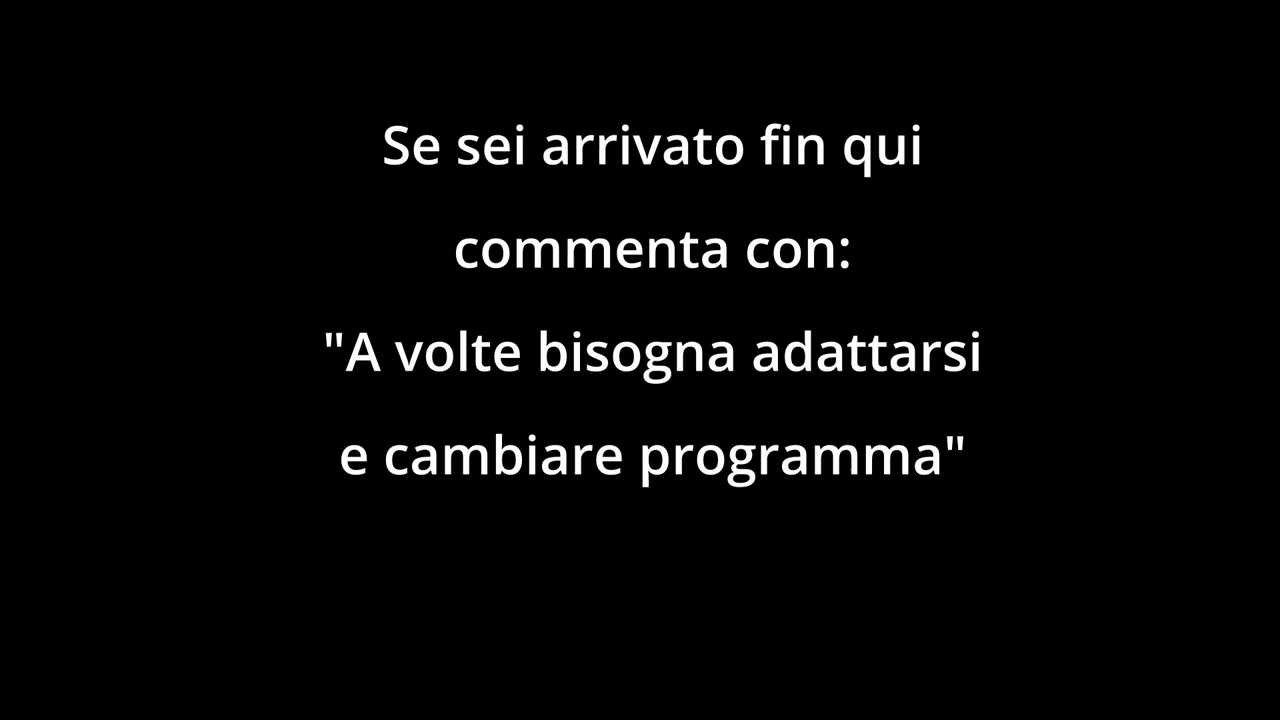 Se sei arrivato fin qui
commenta con:
"A volte bisogna adattarsi
e cambiare programma"